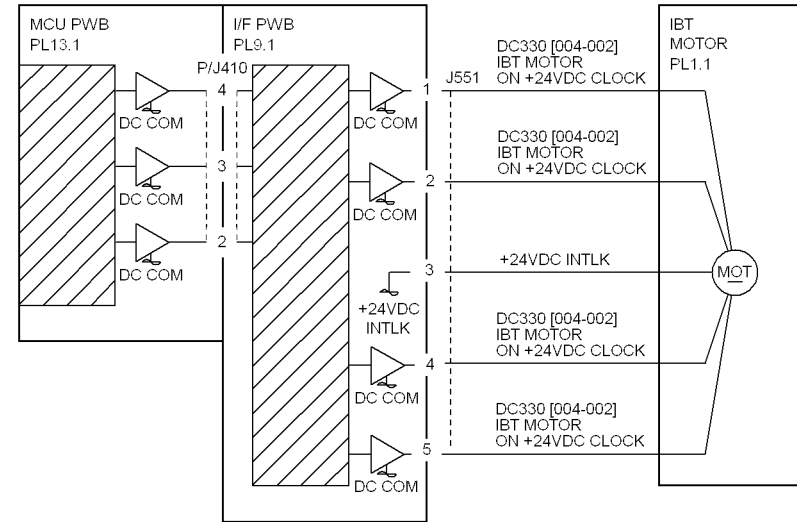 MCU PWB
PL13.1
I/F PWB
PL9.1
IBT
MOTOR
PL1.1
P/J410
J551
4
DC COM
3
DC COM
2
DC COM
1
DC COM
DC330 [004-002]
IBT MOTOR
ON +24VDC CLOCK
2
DC COM
DC330 [004-002]
IBT MOTOR
ON +24VDC CLOCK
3
+24VDC
INTLK
+24VDC INTLK
MOT
4
DC COM
DC330 [004-002]
IBT MOTOR
ON +24VDC CLOCK
5
DC COM
DC330 [004-002]
IBT MOTOR
ON +24VDC CLOCK